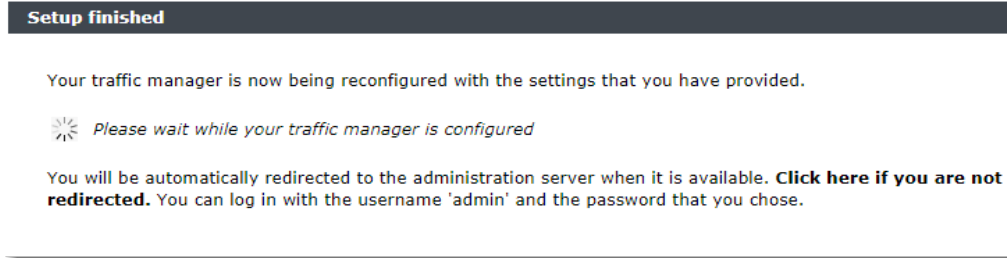 Setup finished
Your traffic manager is now being reconfigured with the settings that you have provided.
Please wait while your traffic manager is configured
You will be automatically redirected to the administration server when it is available. Click here if you are not
redirected. You can log in with the username 'admin' and the password that you chose.